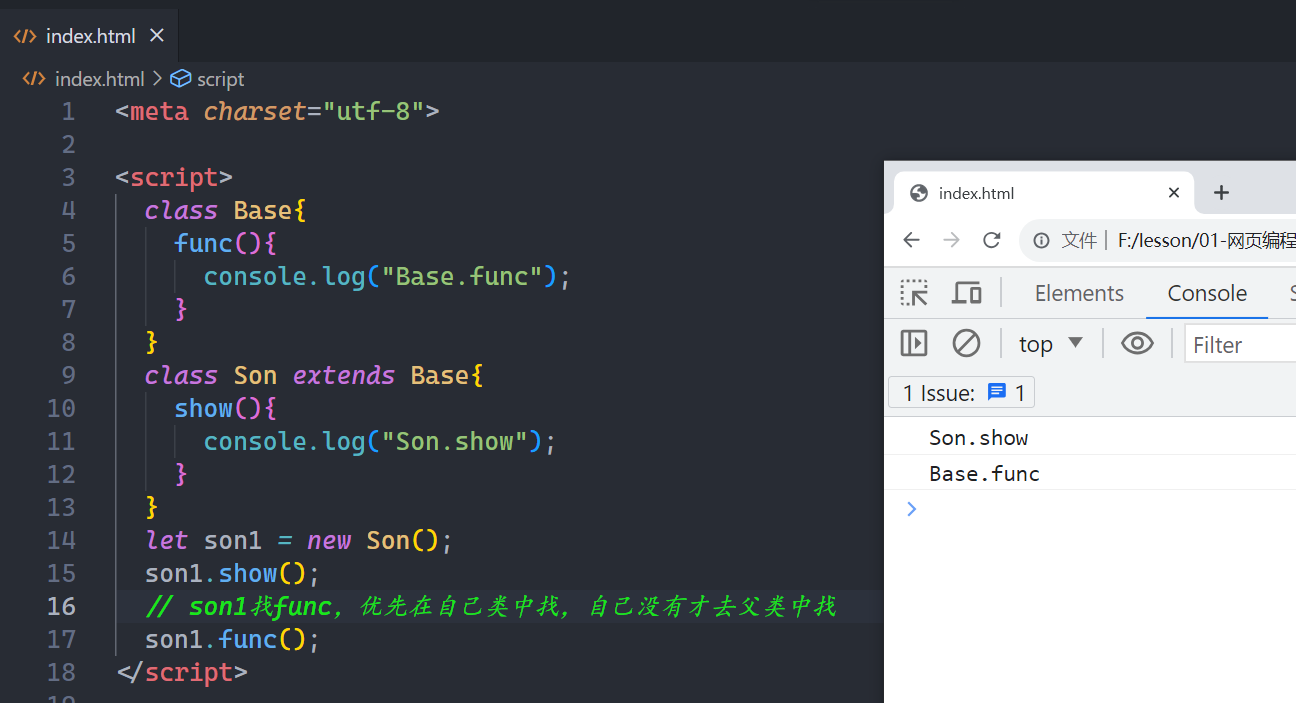 index.html
index.html > script
1 <meta charset="utf-8">
2
3 <script>
4 class Base{
5 func(){
6 console.log("Base.func");
7 }
8 }
9 class Son extends Base{
10 show(){
11 console.log("Son.show");
12 }
13 }
14 let son1 = new Son();
15 son1.show();
16 // son1找func，优先在自己类中找，自己没有才去父类中找
17 son1.func();
18 </script>
index.html
文件 | F:/lesson/01-网页编程
Elements Console
top Filter
1 Issue: 1
Son.show
Base.func